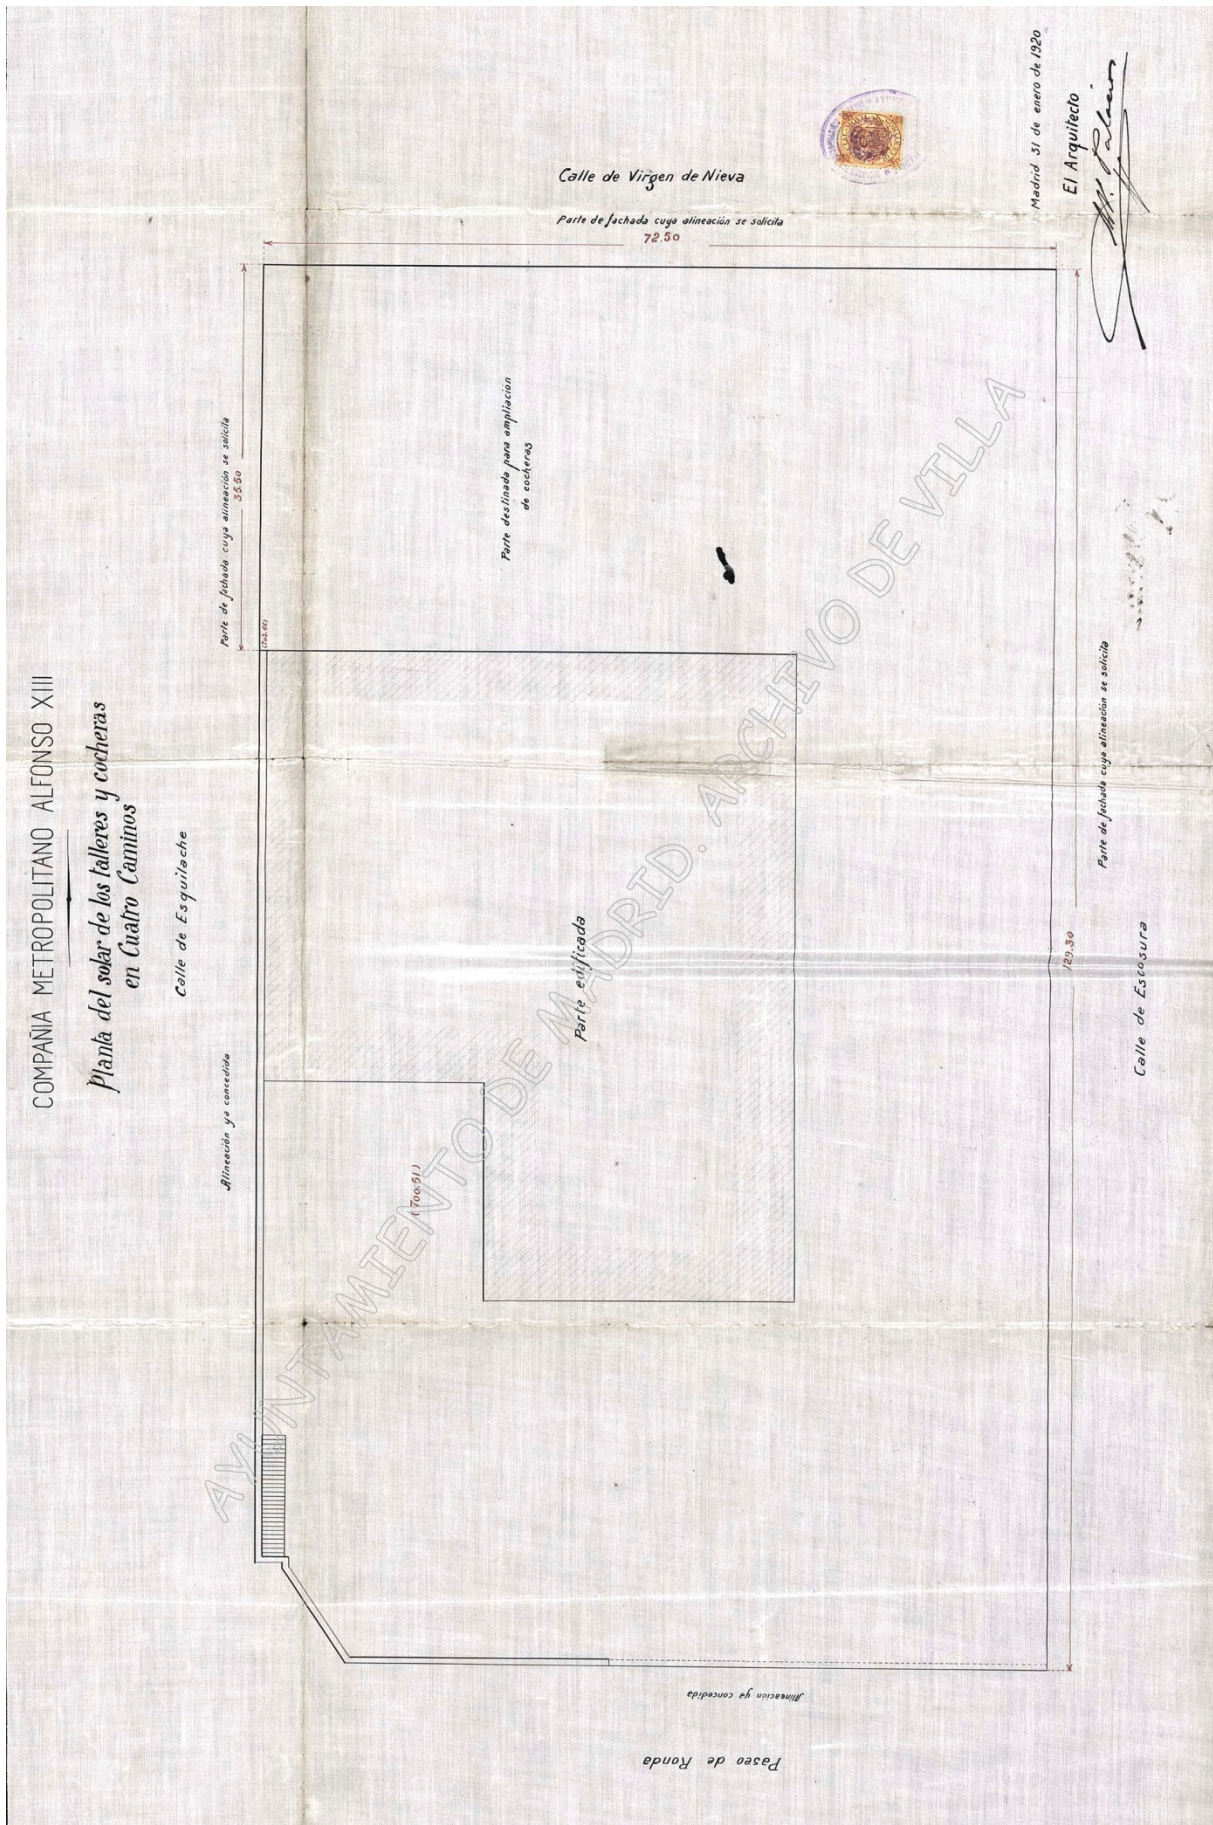 COMPAÑIA METROPOLITANO ALFONSO XIII
Planta del solar de los talleres y cocheras
en Cuatro Caminos
Calle de Esquilache
Alineación ya concedida
Parte de fachada cuya alineación se solicita
35.60
Calle de Virgen de Nieva
Parte de fachada cuya alineación se solicita
72.50
Madrid 31 de enero de 1920
El Arquitecto
Parte destinada para ampliación
de cocheras
Parte edificada
(700.51)
129.30
Parte de fachada cuya alineación se solicita
Calle de Escosura
Alineación ya concedida
Paseo de Ronda
AYUNTAMIENTO DE MADRID. ARCHIVO DE VILLA